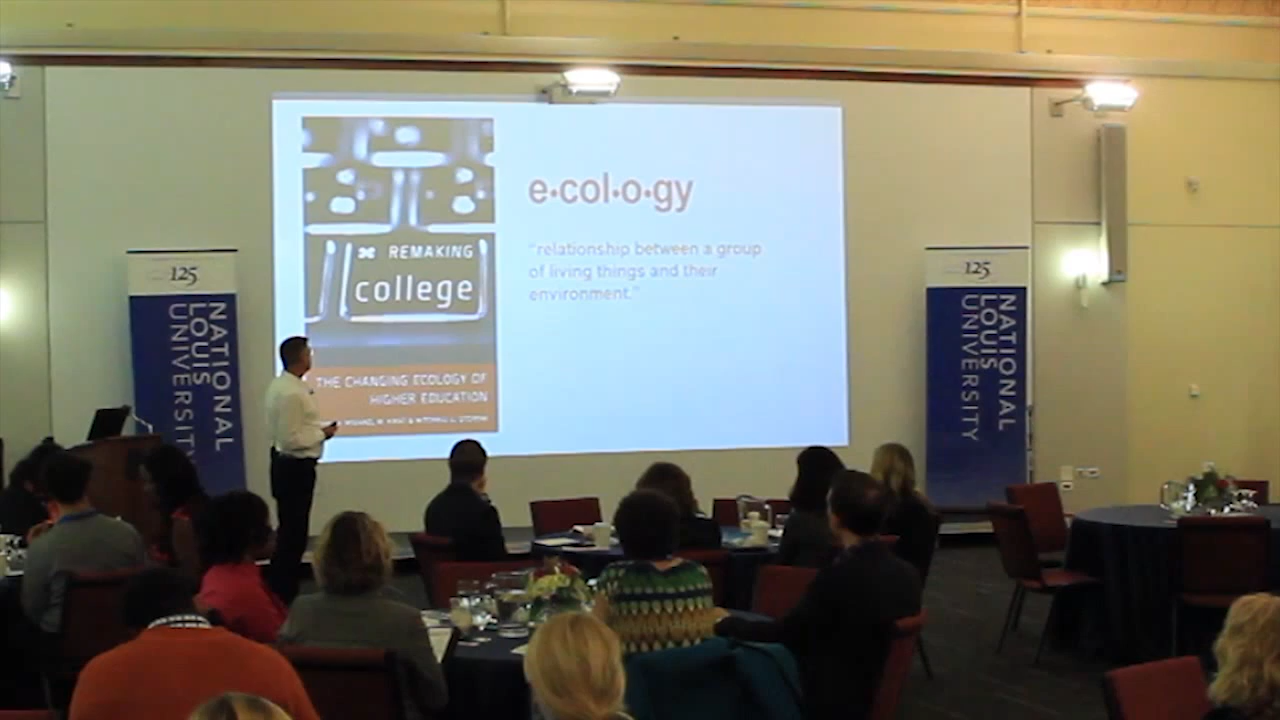 e·col·o·gy
"relationship between a group
of living things and their
environment."
REMAKING
college
THE CHANGING ECOLOGY OF
HIGHER EDUCATION
125
NATIONAL
LOUIS
UNIVERSITY
125
NATIONAL
LOUIS
UNIVERSITY